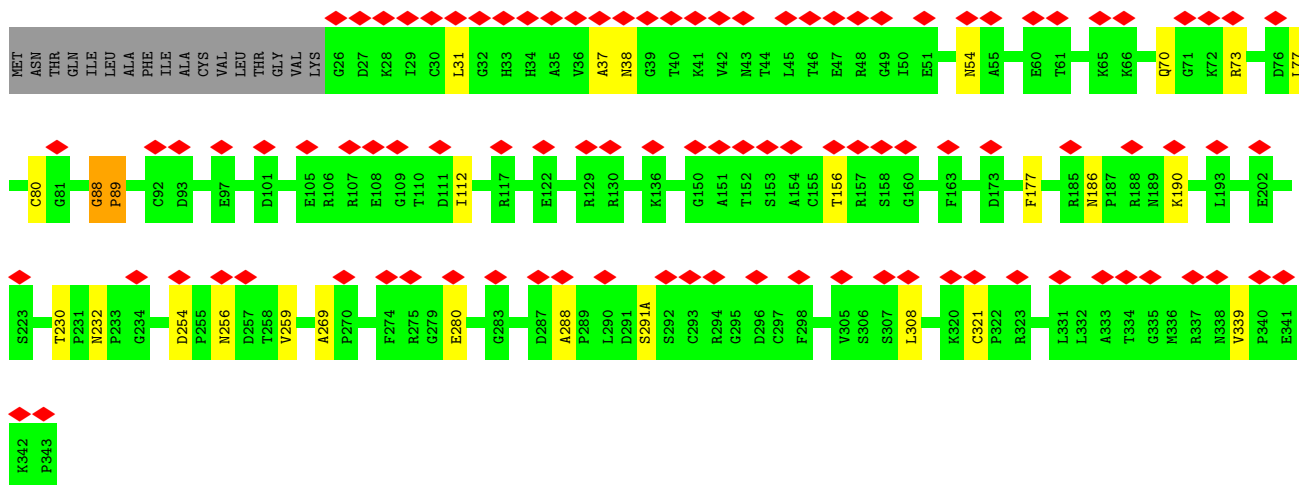 MET ASN THR GLN ILE LEU ALA PHE ILE ALA CYS VAL LEU THR GLY VAL LYS G26 D27 K28 I29 C30 L31 G32 H33 H34 A35 V36 A37 N38 G39 T40 K41 V42 N43 T44 L45 T46 E47 R48 G49 I50 E51 N54 A55 E60 T61 K65 K66 Q70 G71 K72 R73 D76 L77
C80 G81 G88 P89 C92 D93 E97 D101 E105 R106 R107 E108 G109 T110 D111 I112 R117 E122 R129 R130 K136 G150 A151 T152 S153 A154 C155 T156 R157 S158 G160 F163 D173 F177 R185 N186 P187 R188 N189 K190 L193 E202
S223 T230 P231 N232 P233 G234 D254 P255 N256 D257 T258 V259 A269 P270 F274 R275 G279 E280 G283 D287 A288 P289 L290 D291 S291A S292 C293 R294 G295 D296 C297 F298 V305 S306 S307 L308 K320 C321 P322 R323 L331 L332 A333 T334 G335 M336 R337 N338 V339 P340 E341
K342 P343